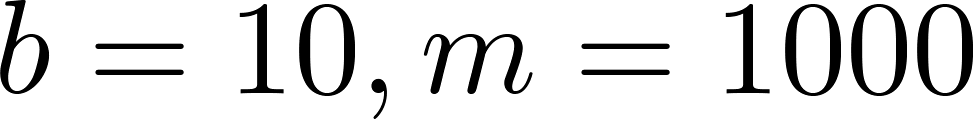 b = 10, m = 1000